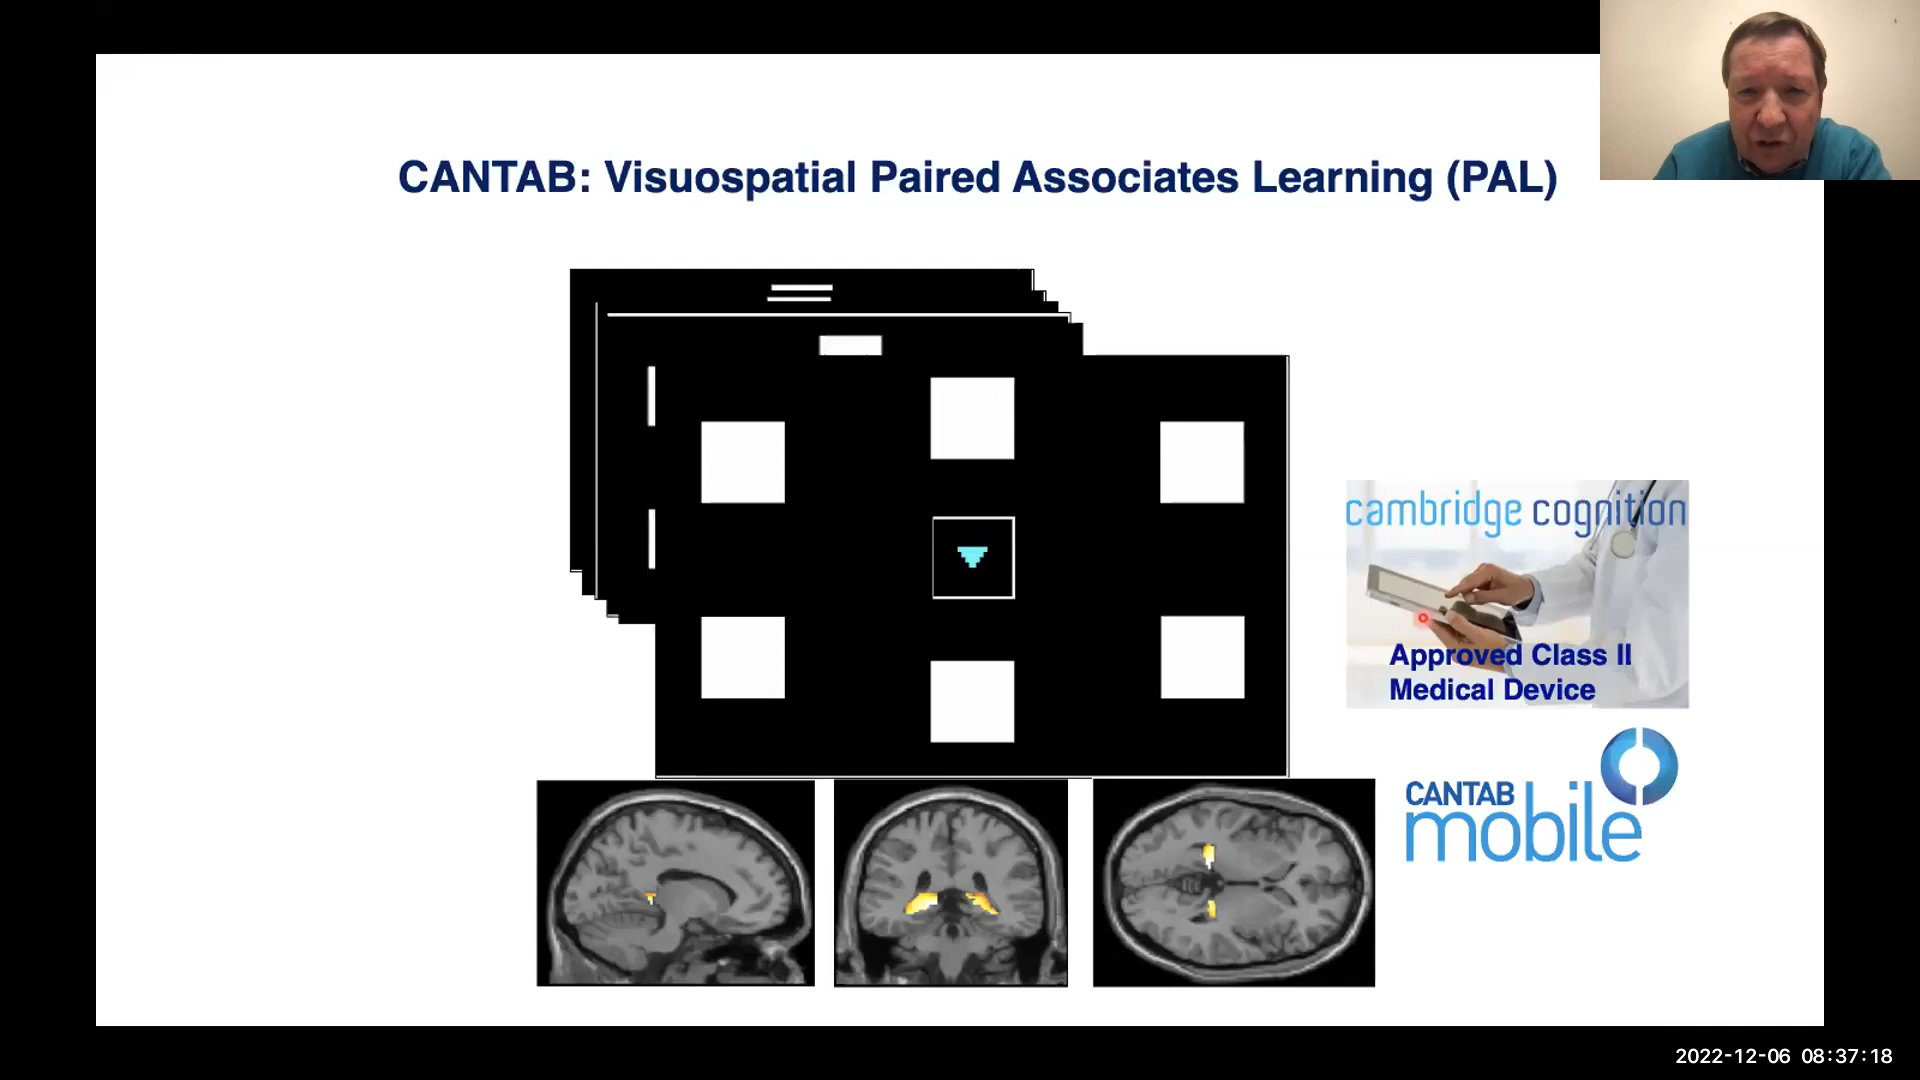 CANTAB: Visuospatial Paired Associates Learning (PAL)
cambridge cognition
Approved Class II
Medical Device
CANTAB
mobile
2022-12-06 08:37:18